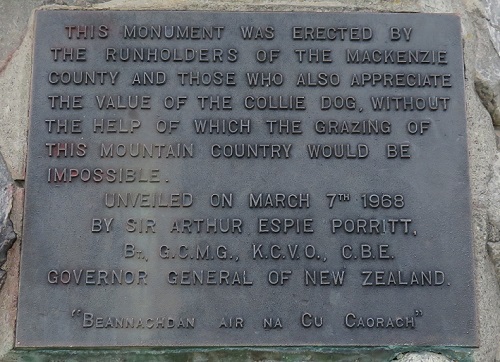 THIS MONUMENT WAS ERECTED BY
THE RUNHOLDERS OF THE MACKENZIE
COUNTY AND THOSE WHO ALSO APPRECIATE
THE VALUE OF THE COLLIE DOG, WITHOUT
THE HELP OF WHICH THE GRAZING OF
THIS MOUNTAIN COUNTRY WOULD BE
IMPOSSIBLE.
UNVEILED ON MARCH 7TH 1968
BY SIR ARTHUR ESPIE PORRITT,
BT, G.C.M.G., K.C.V.O., C.B.E.
GOVERNOR GENERAL OF NEW ZEALAND.
"BEANNACHDAN AIR NA CU CAORACH"